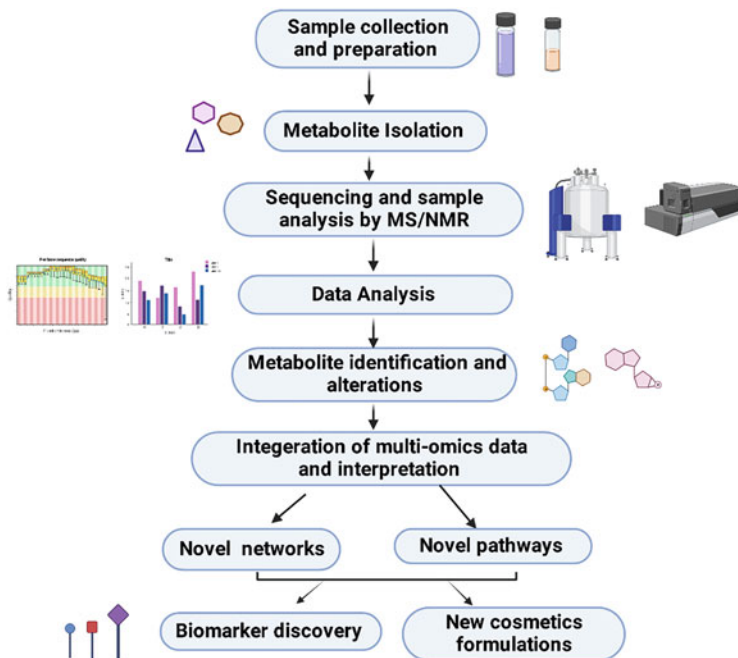 Sample collection
and preparation
Metabolite Isolation
Sequencing and sample
analysis by MS/NMR
Data Analysis
Metabolite identification and
alterations
Integeration of multi-omics data
and interpretation
Novel networks
Novel pathways
Biomarker discovery
New cosmetics
formulations